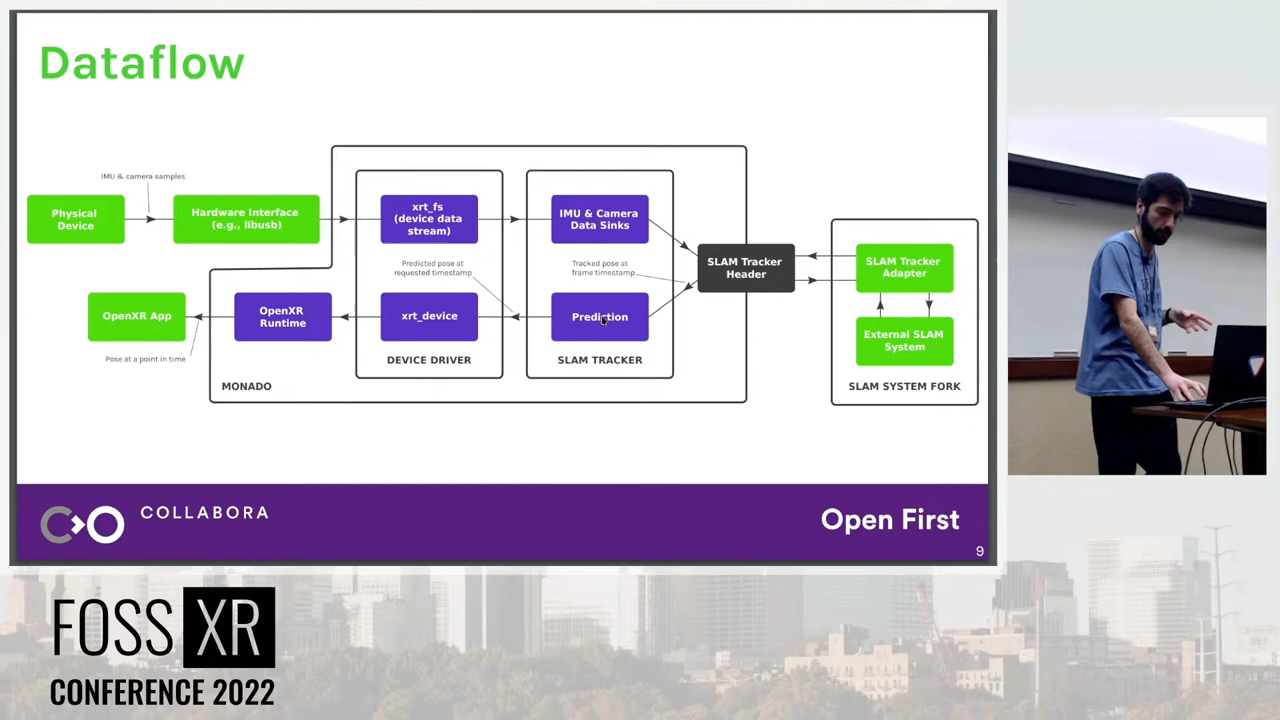 Dataflow
IMU & camera samples
Physical
Device
Hardware Interface
(e.g., libusb)
xrt_fs
(device data
stream)
IMU & Camera
Data Sinks
SLAM Tracker
Header
SLAM Tracker
Adapter
Predicted pose at
requested timestamp
Tracked pose at
frame timestamp
OpenXR App
OpenXR
Runtime
xrt_device
Prediction
External SLAM
System
Pose at a point in time
DEVICE DRIVER
SLAM TRACKER
MONADO
SLAM SYSTEM FORK
COLLABORA
Open First
9
FOSS XR
CONFERENCE 2022